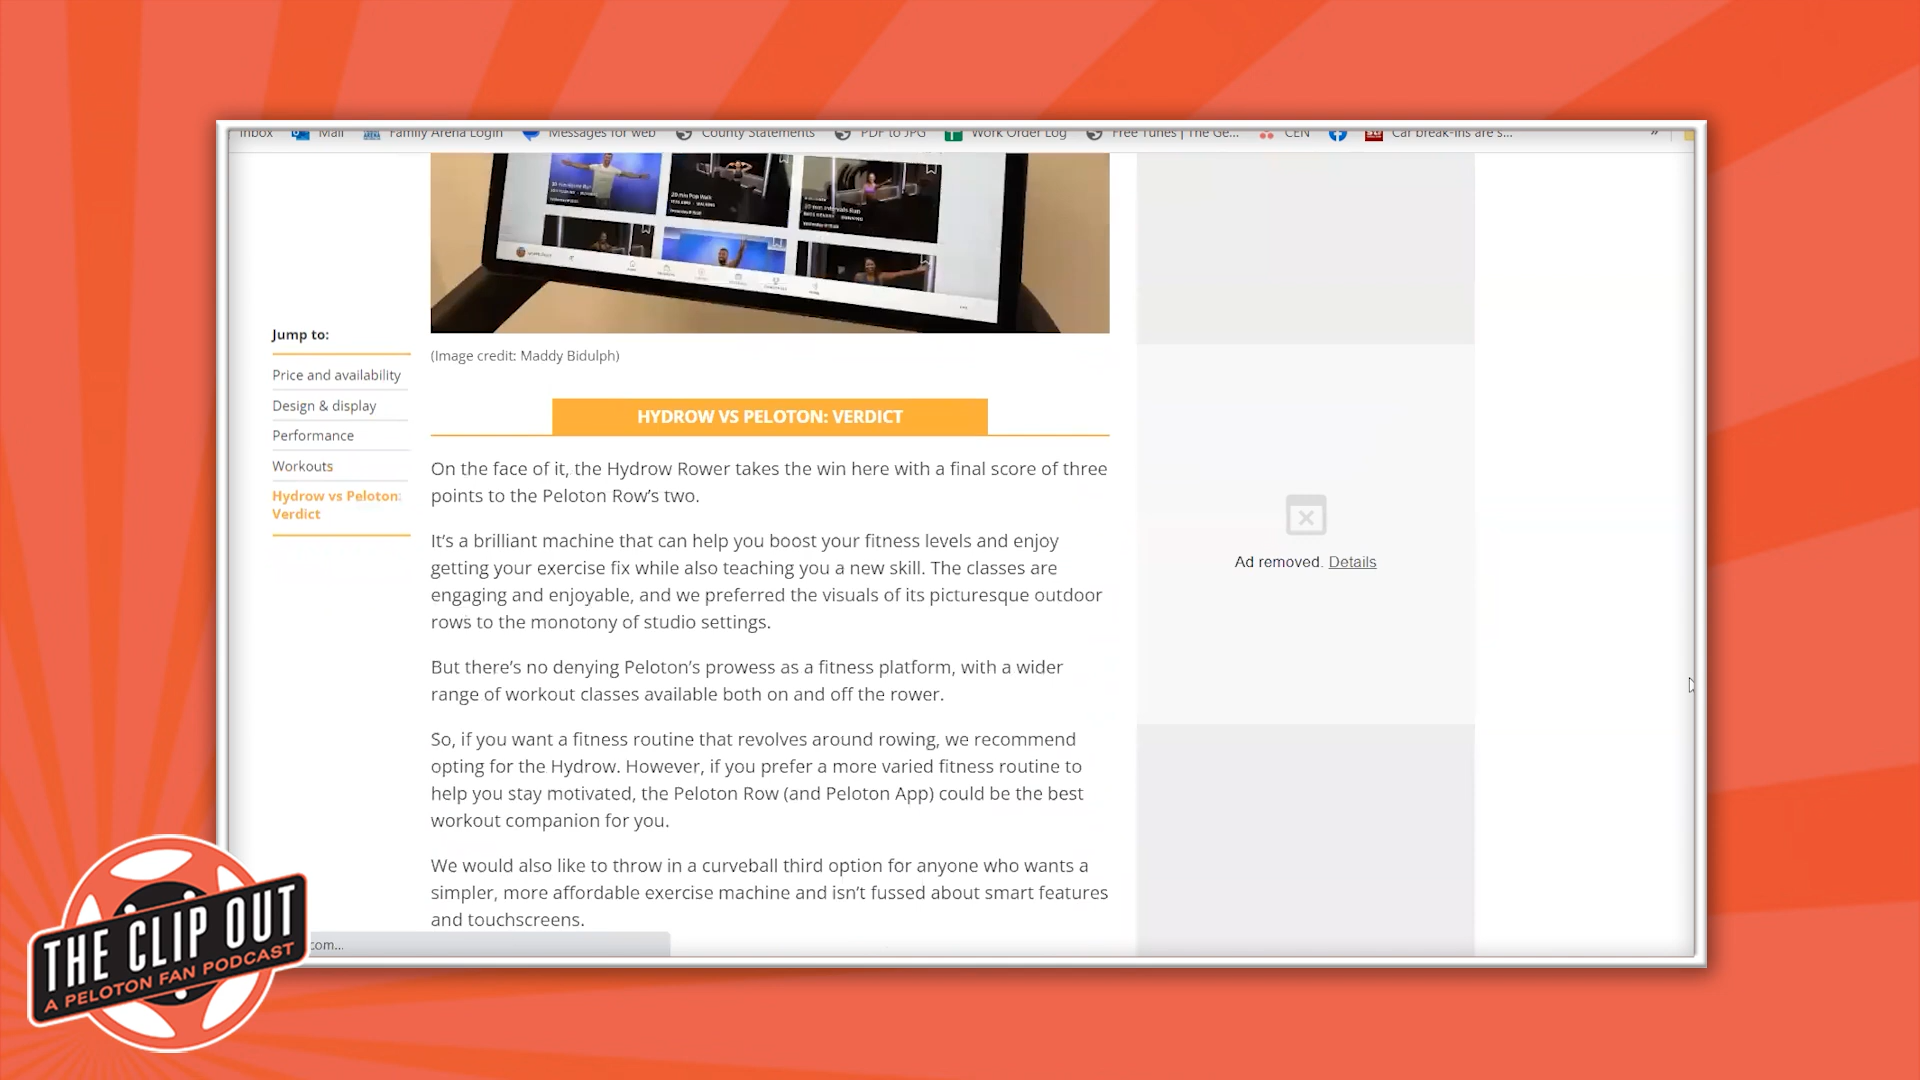 Inbox Mail Family Arena Login Messages for web County Statements PDF to JPG Work Order Log Free Tunes | The Ge... CEN Car break-ins are s... »
20 min Pop Walk
(Image credit: Maddy Bidulph)
Jump to:
Price and availability
Design & display
Performance
Workouts
Hydrow vs Peloton:
Verdict
HYDROW VS PELOTON: VERDICT
On the face of it, the Hydrow Rower takes the win here with a final score of three
points to the Peloton Row’s two.
It’s a brilliant machine that can help you boost your fitness levels and enjoy
getting your exercise fix while also teaching you a new skill. The classes are
engaging and enjoyable, and we preferred the visuals of its picturesque outdoor
rows to the monotony of studio settings.
But there’s no denying Peloton’s prowess as a fitness platform, with a wider
range of workout classes available both on and off the rower.
So, if you want a fitness routine that revolves around rowing, we recommend
opting for the Hydrow. However, if you prefer a more varied fitness routine to
help you stay motivated, the Peloton Row (and Peloton App) could be the best
workout companion for you.
We would also like to throw in a curveball third option for anyone who wants a
simpler, more affordable exercise machine and isn’t fussed about smart features
and touchscreens.
Ad removed. Details
com...
THE CLIP OUT
A PELOTON FAN PODCAST